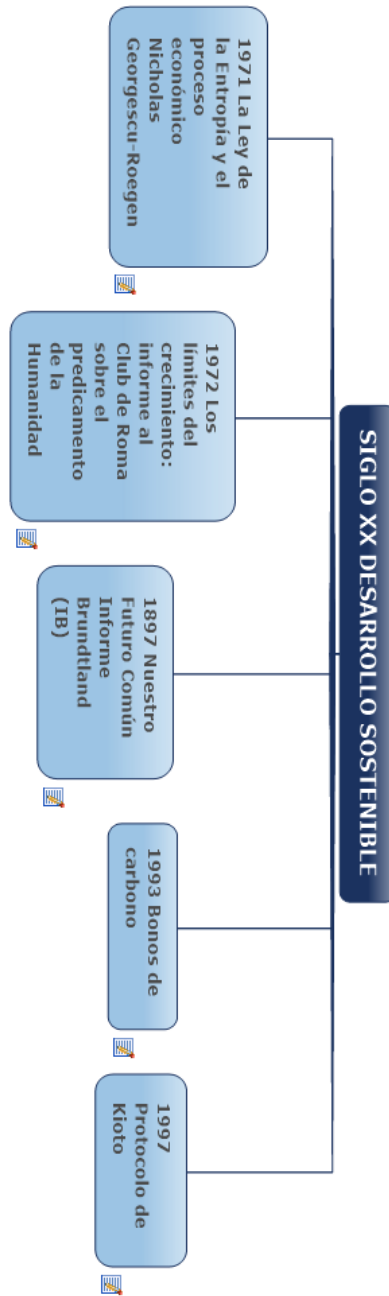 SIGLO XX DESARROLLO SOSTENIBLE
1971 La Ley de
la Entropía y el
proceso
económico
Nicholas
Georgescu-Roegen
1972 Los
límites del
crecimiento:
informe al
Club de Roma
sobre el
predicamento
de la
Humanidad
1897 Nuestro
Futuro Común
Informe
Brundtland
(IB)
1993 Bonos de
carbono
1997
Protocolo de
Kioto